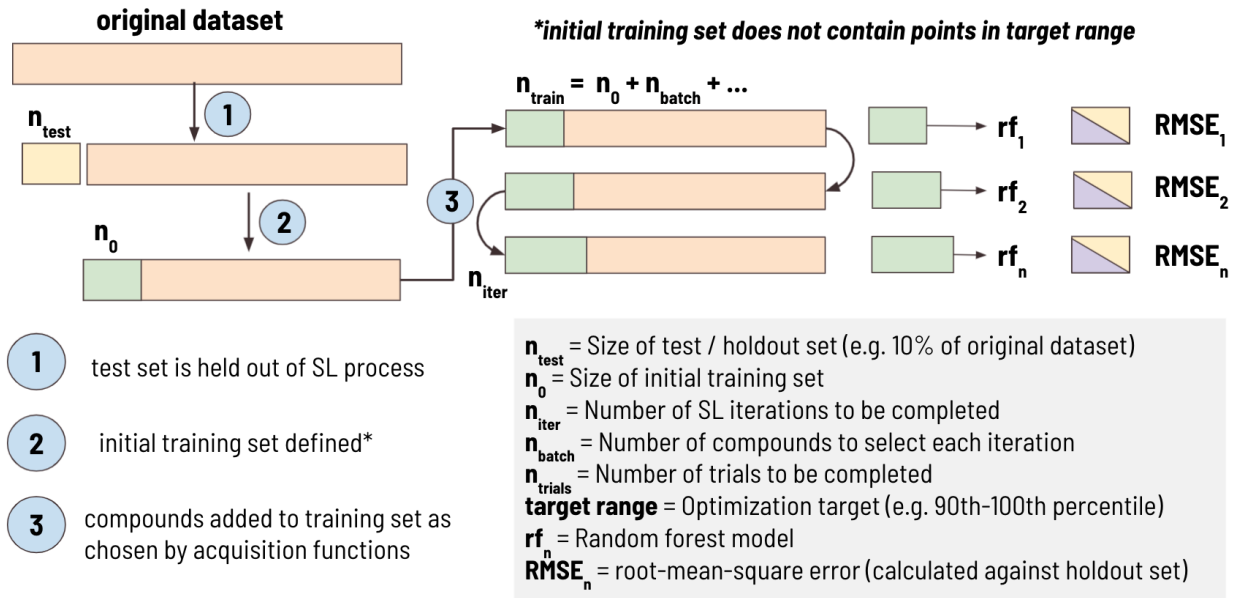 original dataset
*initial training set does not contain points in target range
n_train = n_0 + n_batch + ...
1
n_test
rf_1
RMSE_1
3
rf_2
RMSE_2
2
n_0
rf_n
RMSE_n
n_iter
1
test set is held out of SL process
2
initial training set defined*
3
compounds added to training set as
chosen by acquisition functions
n_test = Size of test / holdout set (e.g. 10% of original dataset)
n_0 = Size of initial training set
n_iter = Number of SL iterations to be completed
n_batch = Number of compounds to select each iteration
n_trials = Number of trials to be completed
target range = Optimization target (e.g. 90th-100th percentile)
rf_n = Random forest model
RMSE_n = root-mean-square error (calculated against holdout set)